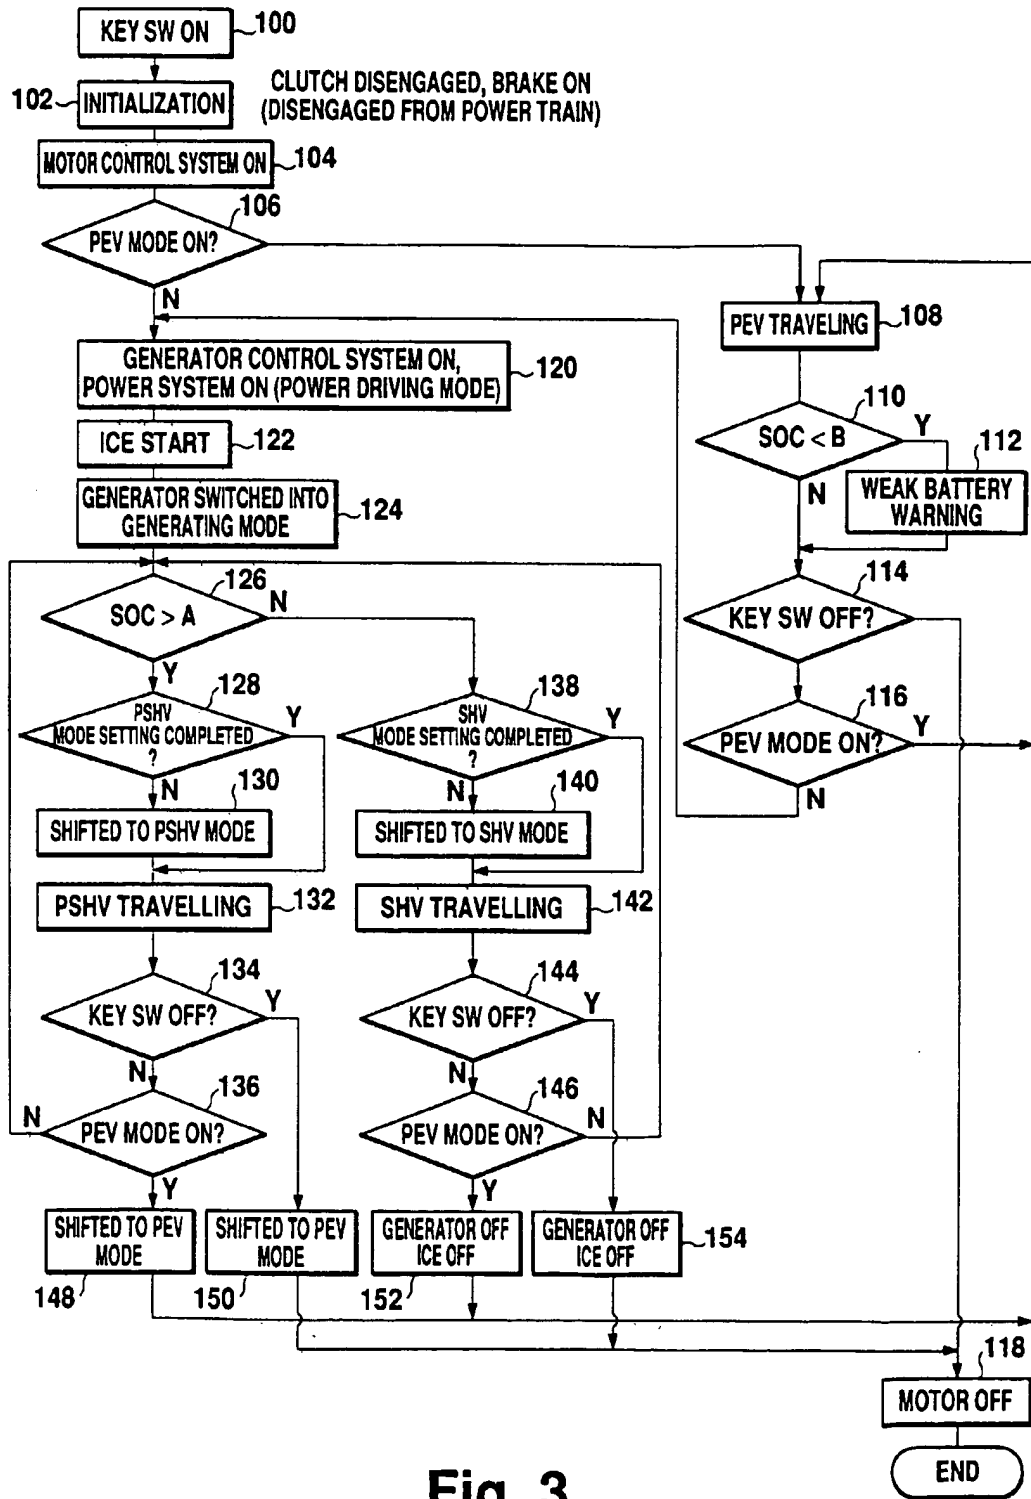 KEY SW ON
100
102
INITIALIZATION
CLUTCH DISENGAGED, BRAKE ON
(DISENGAGED FROM POWER TRAIN)
MOTOR CONTROL SYSTEM ON
104
106
PEV MODE ON?
N
PEV TRAVELING
108
GENERATOR CONTROL SYSTEM ON,
POWER SYSTEM ON (POWER DRIVING MODE)
120
110
SOC < B
Y
N
112
WEAK BATTERY
WARNING
ICE START
122
GENERATOR SWITCHED INTO
GENERATING MODE
124
126
SOC > A
N
Y
114
KEY SW OFF?
128
PSHV
MODE SETTING COMPLETED
?
Y
N
138
SHV
MODE SETTING COMPLETED
?
Y
N
116
PEV MODE ON?
Y
N
130
SHIFTED TO PSHV MODE
140
SHIFTED TO SHV MODE
PSHV TRAVELLING
132
SHV TRAVELLING
142
134
KEY SW OFF?
Y
N
144
KEY SW OFF?
Y
N
136
PEV MODE ON?
N
Y
146
PEV MODE ON?
N
Y
SHIFTED TO PEV
MODE
148
SHIFTED TO PEV
MODE
150
GENERATOR OFF
ICE OFF
152
GENERATOR OFF
ICE OFF
154
118
MOTOR OFF
END
Fig. 3